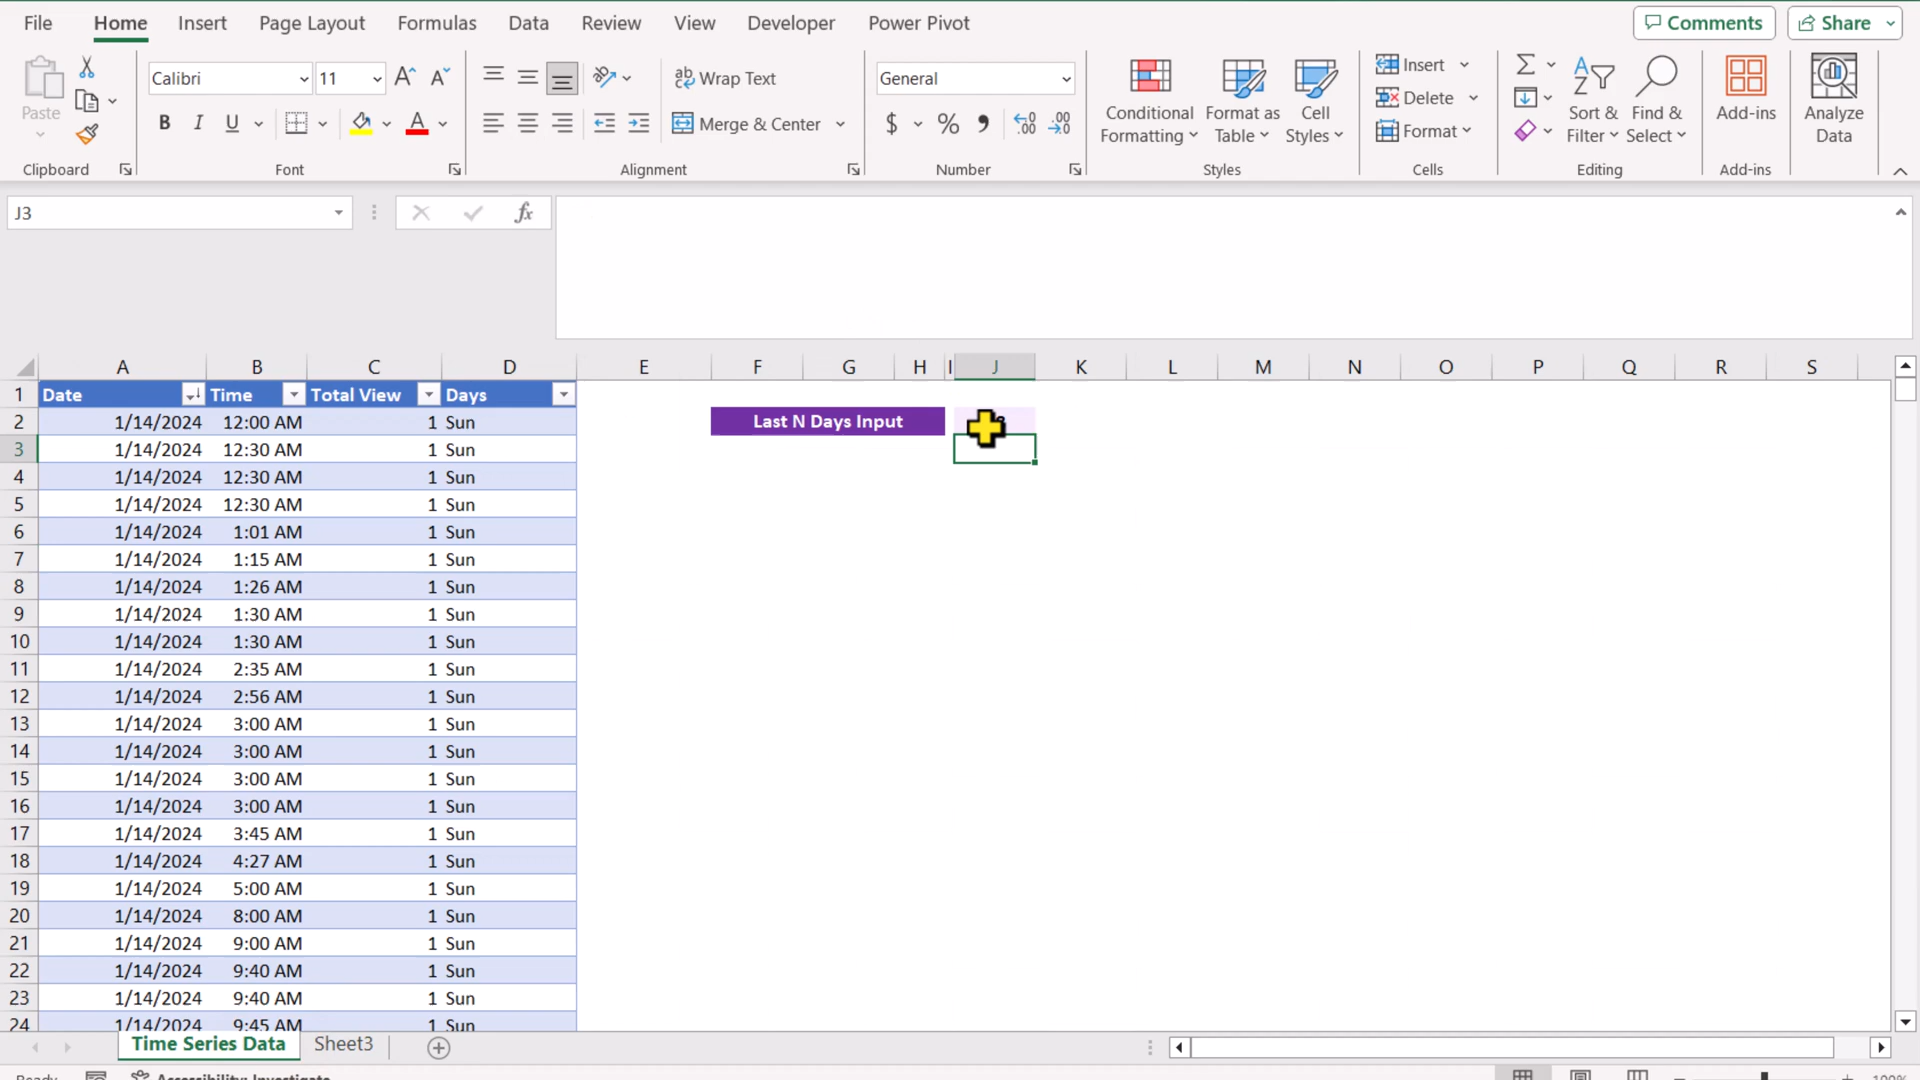 File Home Insert Page Layout Formulas Data Review View Developer Power Pivot Comments Share
Paste
Clipboard
Calibri 11
B I U
Font
ab Wrap Text
Merge & Center
Alignment
General
$ %
Number
Conditional Formatting
Format as Table
Cell Styles
Styles
Insert
Delete
Format
Cells
Sort & Filter
Find & Select
Editing
Add-ins
Add-ins
Analyze Data
J3 fx
A B C D E F G H I J K L M N O P Q R S
1 Date Time Total View Days
2 1/14/2024 12:00 AM 1 Sun Last N Days Input
3 1/14/2024 12:30 AM 1 Sun
4 1/14/2024 12:30 AM 1 Sun
5 1/14/2024 12:30 AM 1 Sun
6 1/14/2024 1:01 AM 1 Sun
7 1/14/2024 1:15 AM 1 Sun
8 1/14/2024 1:26 AM 1 Sun
9 1/14/2024 1:30 AM 1 Sun
10 1/14/2024 1:30 AM 1 Sun
11 1/14/2024 2:35 AM 1 Sun
12 1/14/2024 2:56 AM 1 Sun
13 1/14/2024 3:00 AM 1 Sun
14 1/14/2024 3:00 AM 1 Sun
15 1/14/2024 3:00 AM 1 Sun
16 1/14/2024 3:00 AM 1 Sun
17 1/14/2024 3:45 AM 1 Sun
18 1/14/2024 4:27 AM 1 Sun
19 1/14/2024 5:00 AM 1 Sun
20 1/14/2024 8:00 AM 1 Sun
21 1/14/2024 9:00 AM 1 Sun
22 1/14/2024 9:40 AM 1 Sun
23 1/14/2024 9:40 AM 1 Sun
24 1/14/2024 9:45 AM 1 Sun
Time Series Data Sheet3
Ready Accessibility: Investigate 100%